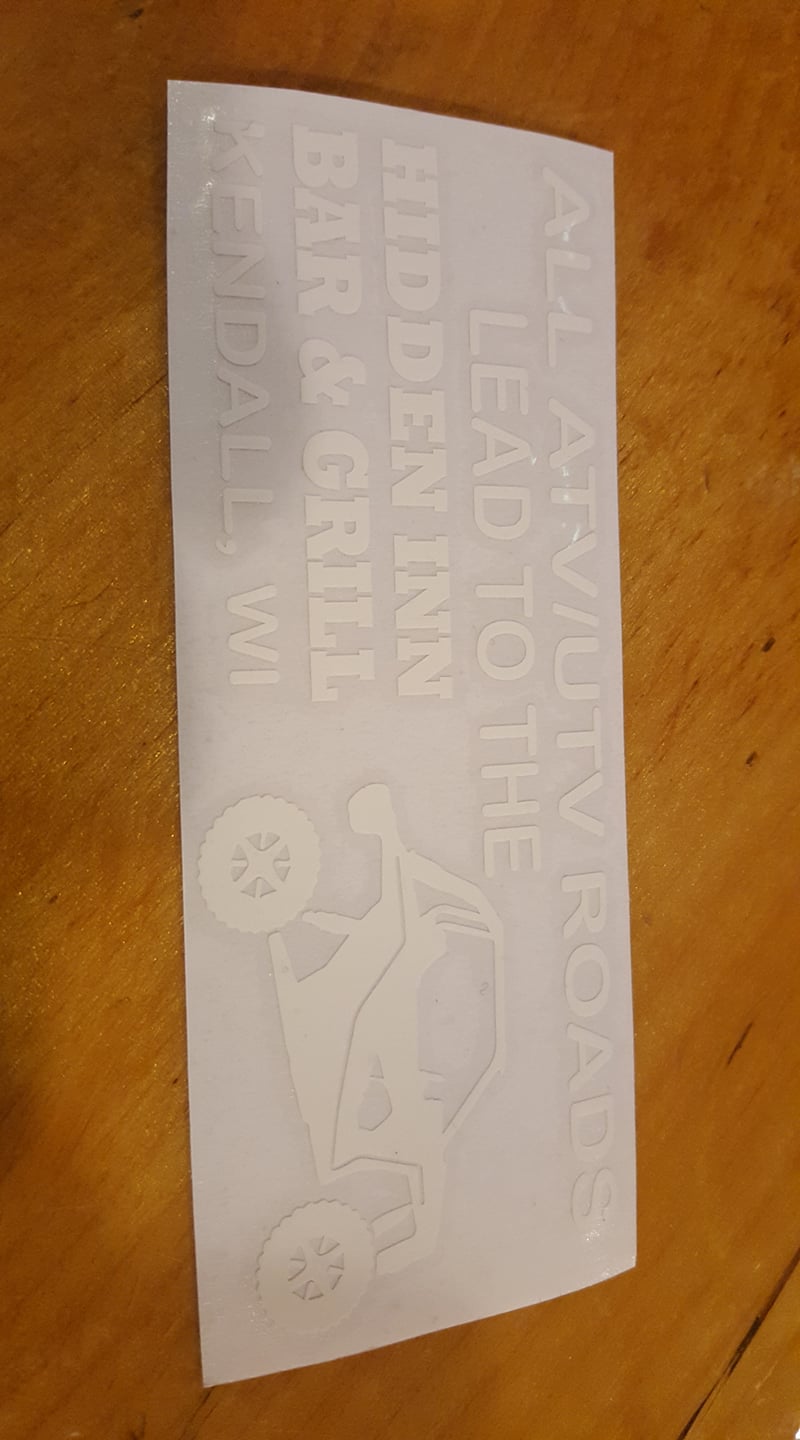 ALL ATV/UTV ROADS
LEAD TO THE
HIDDEN INN
BAR & GRILL
KENDALL, WI